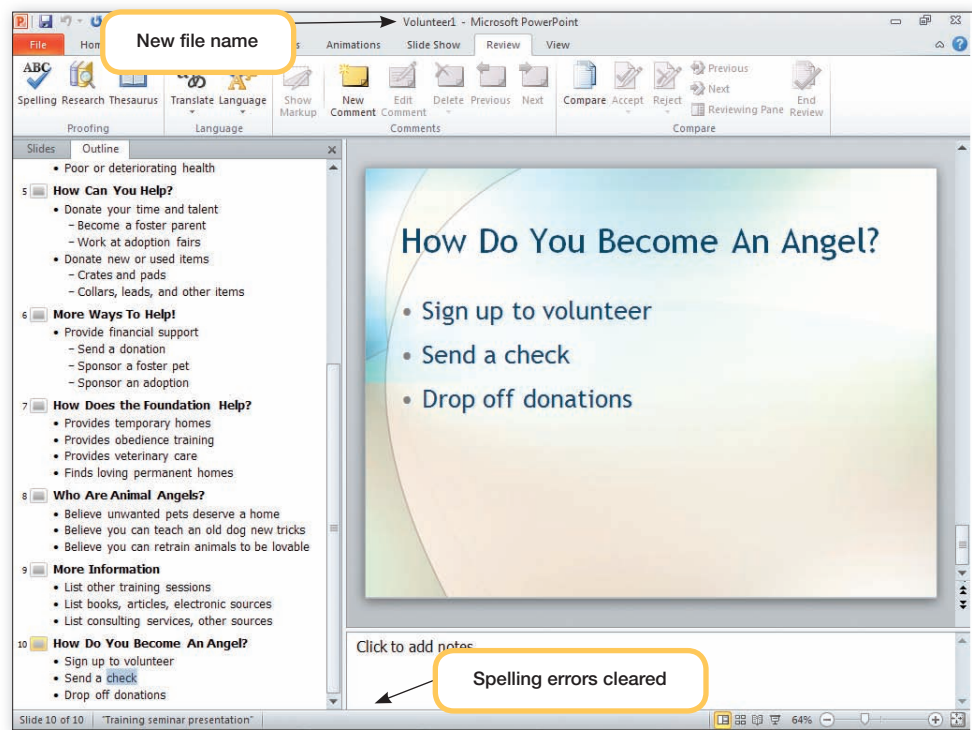 Volunteer1 - Microsoft PowerPoint
New file name
File
Animations
Slide Show
Review
View
ABC
Spelling Research Thesaurus
Translate Language
Show Markup
New Comment
Edit Comment
Delete Previous Next
Compare Accept Reject
Previous
Next
Reviewing Pane
End Review
Proofing
Language
Comments
Compare
Slides
Outline
• Poor or deteriorating health
5 How Can You Help?
• Donate your time and talent
– Become a foster parent
– Work at adoption fairs
• Donate new or used items
– Crates and pads
– Collars, leads, and other items
6 More Ways To Help!
• Provide financial support
– Send a donation
– Sponsor a foster pet
– Sponsor an adoption
7 How Does the Foundation Help?
• Provides temporary homes
• Provides obedience training
• Provides veterinary care
• Finds loving permanent homes
8 Who Are Animal Angels?
• Believe unwanted pets deserve a home
• Believe you can teach an old dog new tricks
• Believe you can retrain animals to be lovable
9 More Information
• List other training sessions
• List books, articles, electronic sources
• List consulting services, other sources
10 How Do You Become An Angel?
• Sign up to volunteer
• Send a check
• Drop off donations
How Do You Become An Angel?
• Sign up to volunteer
• Send a check
• Drop off donations
Click to add notes
Spelling errors cleared
Slide 10 of 10
"Training seminar presentation"
64%